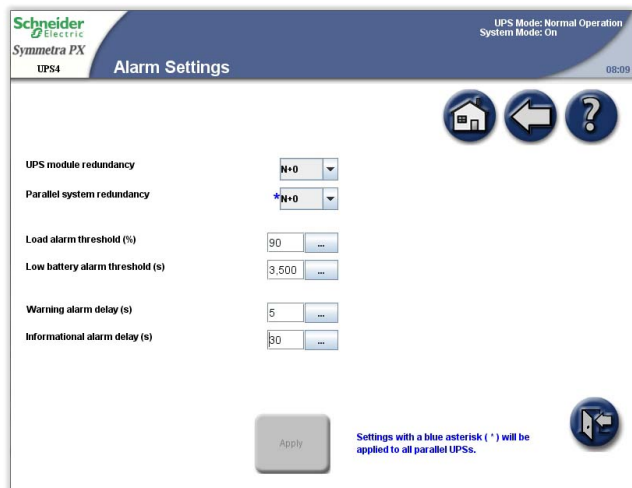 Schneider
Electric
Symmetra PX
UPS4
Alarm Settings
UPS Mode: Normal Operation
System Mode: On
08:09
?
UPS module redundancy
N+0
Parallel system redundancy
*N+0
Load alarm threshold (%)
90 ...
Low battery alarm threshold (s)
3,500 ...
Warning alarm delay (s)
5 ...
Informational alarm delay (s)
30 ...
Apply
Settings with a blue asterisk ( * ) will be
applied to all parallel UPSs.